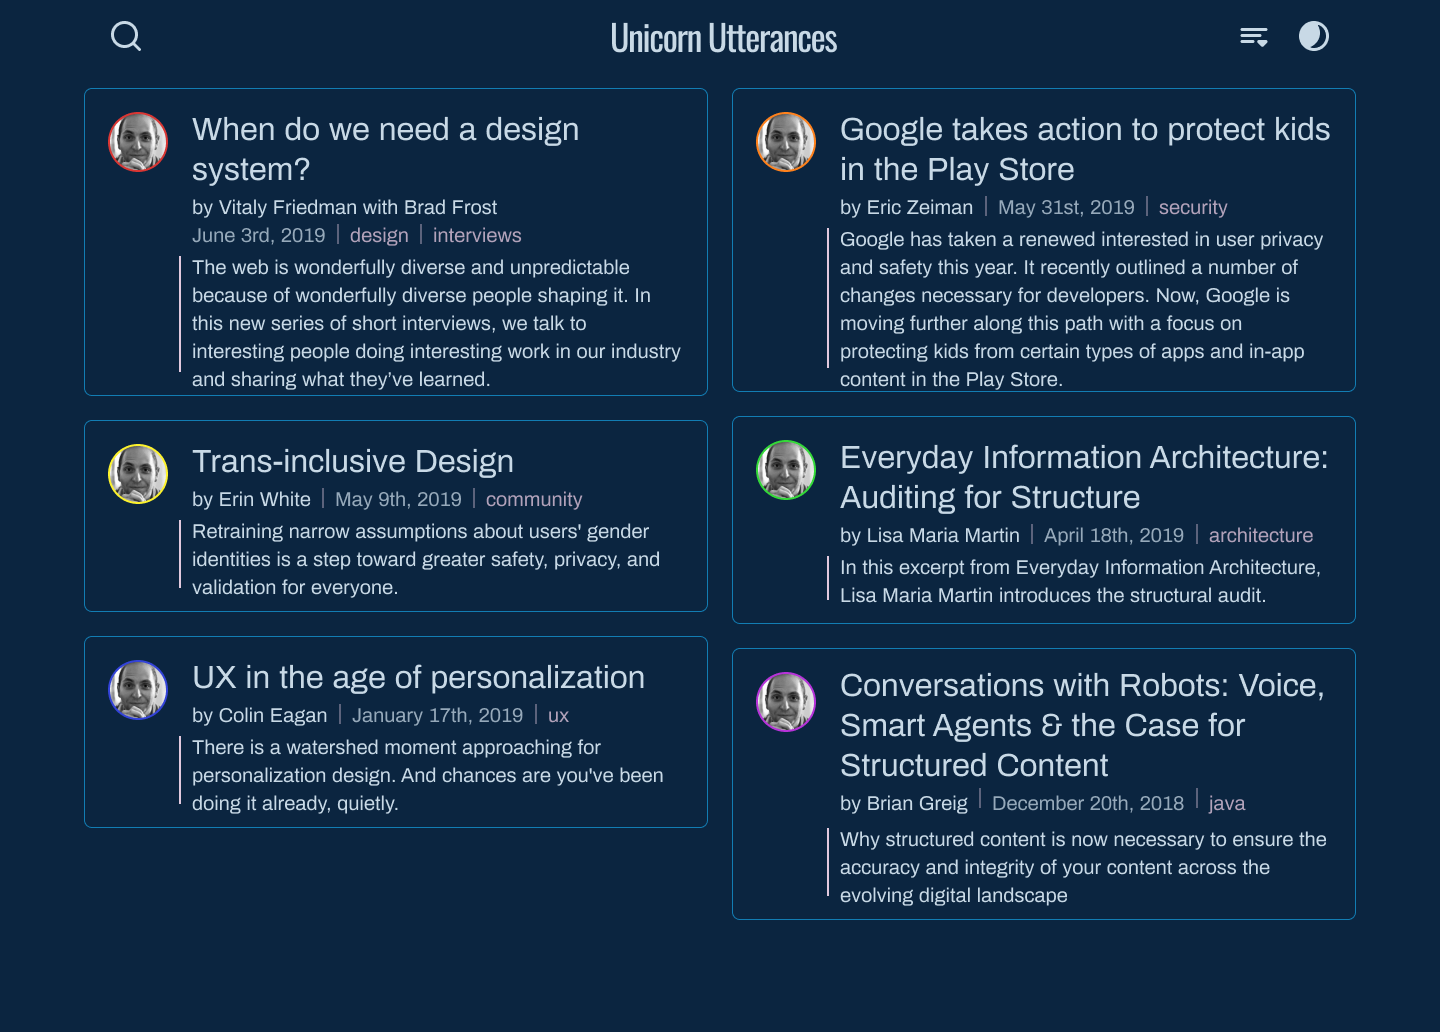 Unicorn Utterances
When do we need a design
system?
by Vitaly Friedman with Brad Frost
June 3rd, 2019 | design | interviews
The web is wonderfully diverse and unpredictable
because of wonderfully diverse people shaping it. In
this new series of short interviews, we talk to
interesting people doing interesting work in our industry
and sharing what they’ve learned.
Trans-inclusive Design
by Erin White | May 9th, 2019 | community
Retraining narrow assumptions about users' gender
identities is a step toward greater safety, privacy, and
validation for everyone.
UX in the age of personalization
by Colin Eagan | January 17th, 2019 | ux
There is a watershed moment approaching for
personalization design. And chances are you've been
doing it already, quietly.
Google takes action to protect kids
in the Play Store
by Eric Zeiman | May 31st, 2019 | security
Google has taken a renewed interested in user privacy
and safety this year. It recently outlined a number of
changes necessary for developers. Now, Google is
moving further along this path with a focus on
protecting kids from certain types of apps and in-app
content in the Play Store.
Everyday Information Architecture:
Auditing for Structure
by Lisa Maria Martin | April 18th, 2019 | architecture
In this excerpt from Everyday Information Architecture,
Lisa Maria Martin introduces the structural audit.
Conversations with Robots: Voice,
Smart Agents & the Case for
Structured Content
by Brian Greig | December 20th, 2018 | java
Why structured content is now necessary to ensure the
accuracy and integrity of your content across the
evolving digital landscape